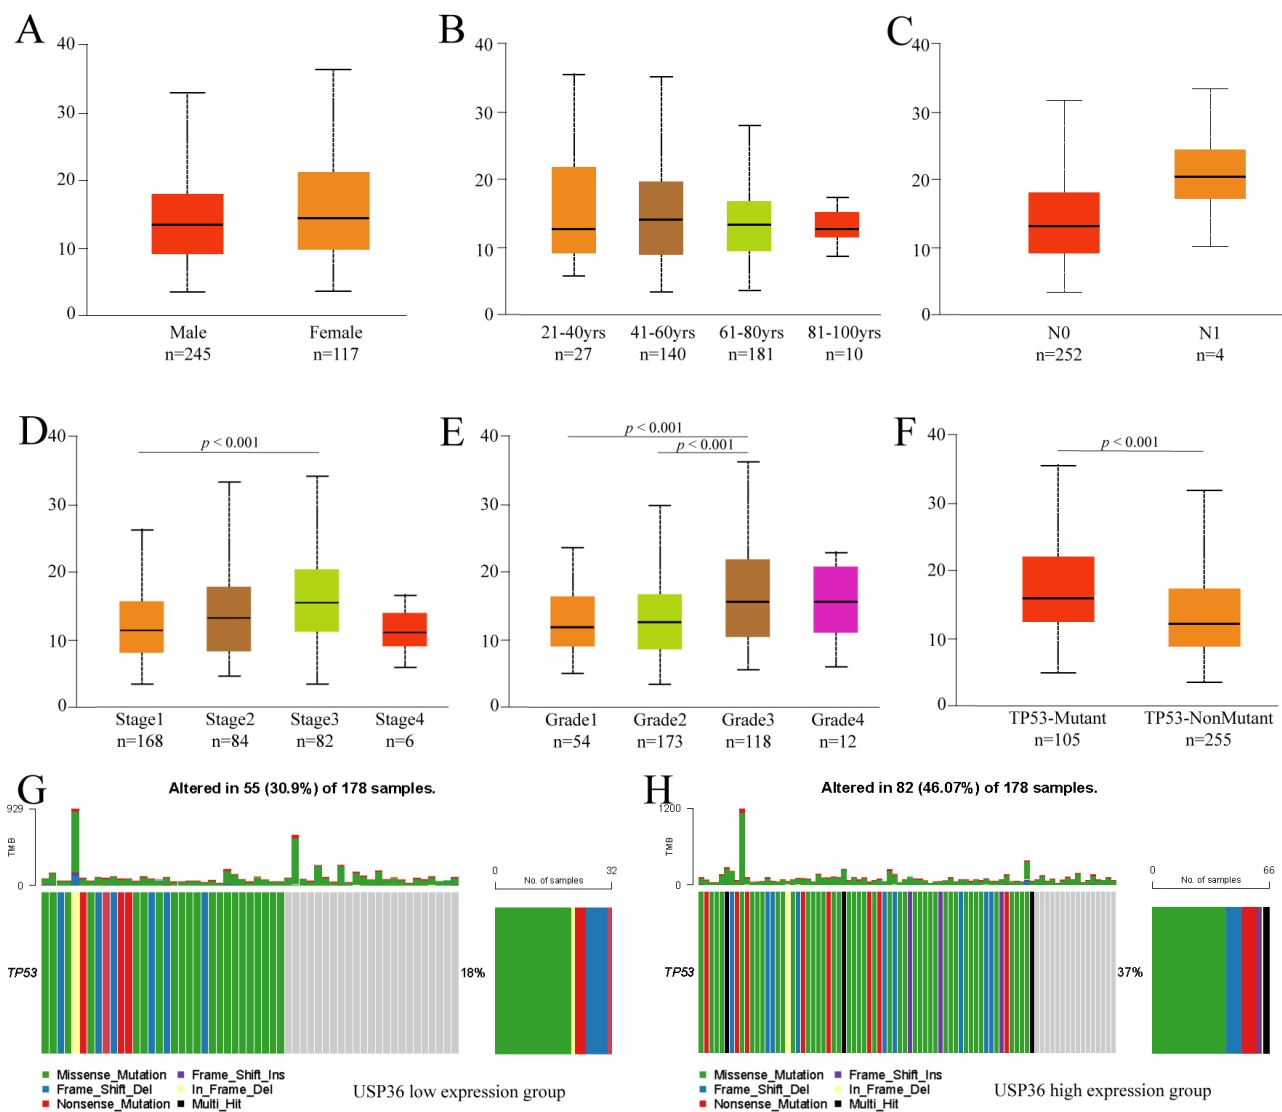 A
40
30
20
10
0
Male
n=245
Female
n=117
B
40
30
20
10
0
21-40yrs
n=27
41-60yrs
n=140
61-80yrs
n=181
81-100yrs
n=10
C
40
30
20
10
0
N0
n=252
N1
n=4
D
40
30
20
10
0
p < 0.001
Stage1
n=168
Stage2
n=84
Stage3
n=82
Stage4
n=6
E
40
30
20
10
0
p < 0.001
p < 0.001
Grade1
n=54
Grade2
n=173
Grade3
n=118
Grade4
n=12
F
40
30
20
10
0
p < 0.001
TP53-Mutant
n=105
TP53-NonMutant
n=255
G
Altered in 55 (30.9%) of 178 samples.
929
TMB
0
0
32
No. of samples
TP53
18%
Missense_Mutation
Frame_Shift_Del
Nonsense_Mutation
Frame_Shift_Ins
In_Frame_Del
Multi_Hit
USP36 low expression group
H
Altered in 82 (46.07%) of 178 samples.
1200
TMB
0
0
66
No. of samples
TP53
37%
Missense_Mutation
Frame_Shift_Del
Nonsense_Mutation
Frame_Shift_Ins
In_Frame_Del
Multi_Hit
USP36 high expression group